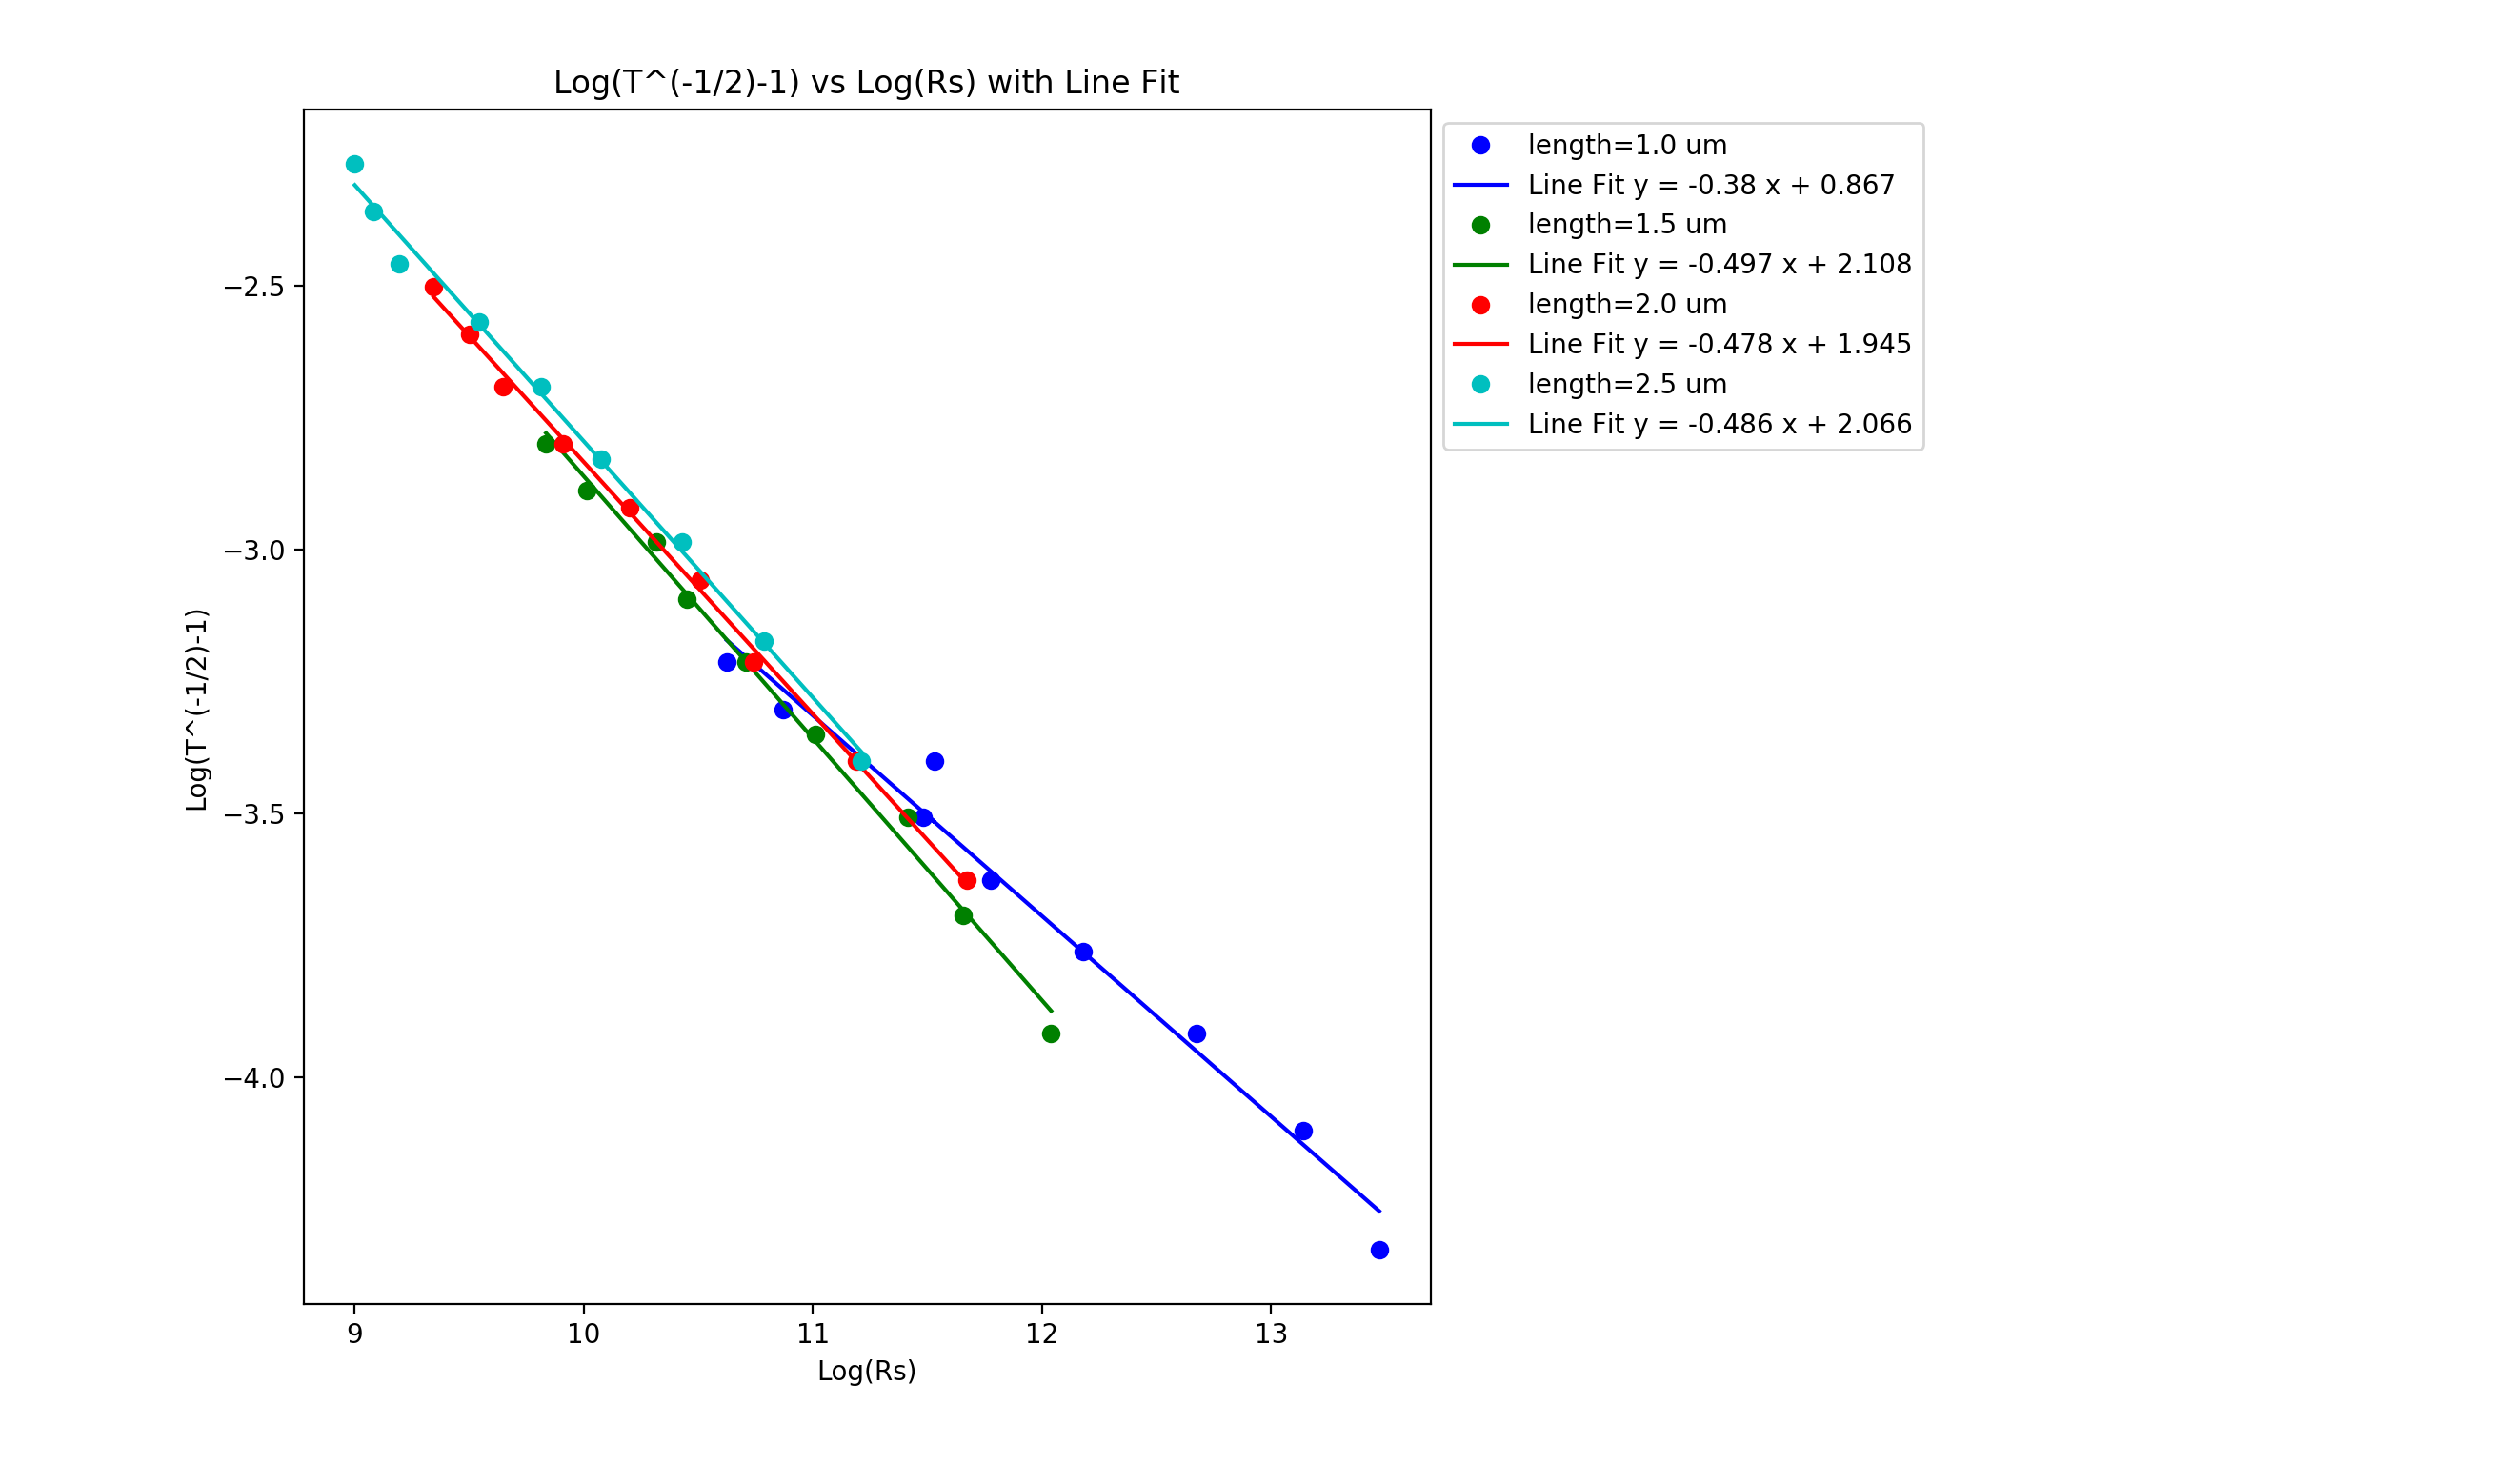 Log(T^(-1/2)-1) vs Log(Rs) with Line Fit
length=1.0 um
Line Fit y = -0.38 x + 0.867
length=1.5 um
Line Fit y = -0.497 x + 2.108
length=2.0 um
Line Fit y = -0.478 x + 1.945
length=2.5 um
Line Fit y = -0.486 x + 2.066
Log(T^(-1/2)-1)
−2.5
−3.0
−3.5
−4.0
9 10 11 12 13
Log(Rs)